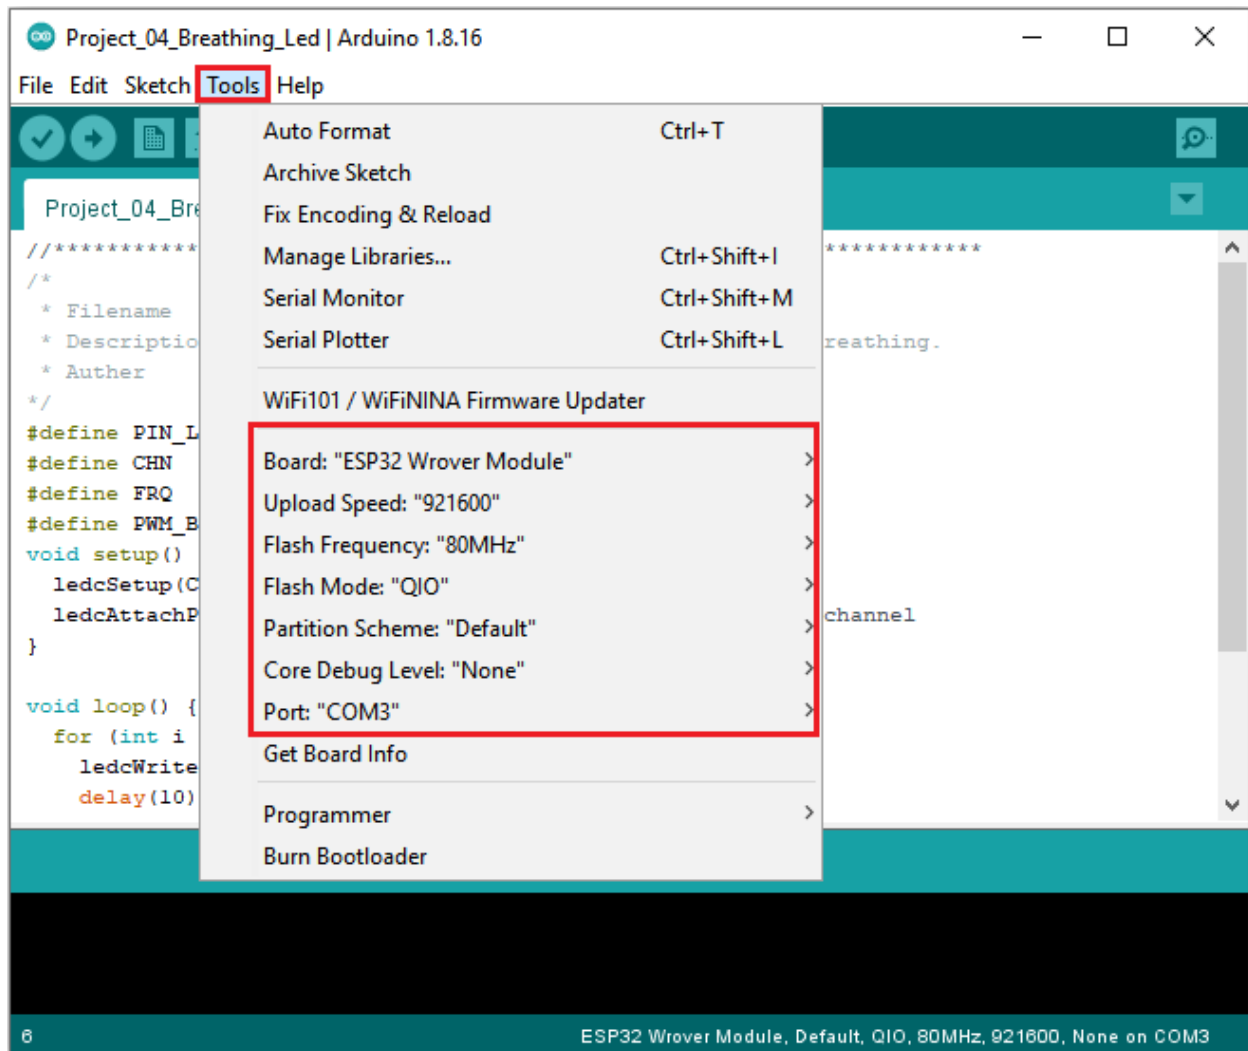 Project_04_Breathing_Led | Arduino 1.8.16
File Edit Sketch Tools Help
Auto Format Ctrl+T
Archive Sketch
Fix Encoding & Reload
Project_04_Bre
Manage Libraries... Ctrl+Shift+I
Serial Monitor Ctrl+Shift+M
Serial Plotter Ctrl+Shift+L
WiFi101 / WiFiNINA Firmware Updater
Board: "ESP32 Wrover Module"
Upload Speed: "921600"
Flash Frequency: "80MHz"
Flash Mode: "QIO"
Partition Scheme: "Default"
Core Debug Level: "None"
Port: "COM3"
Get Board Info
Programmer
Burn Bootloader
//*********** ************
/*
* Filename
* Descriptio reathing.
* Auther
*/
#define PIN_L
#define CHN
#define FRQ
#define PWM_B
void setup()
ledcSetup(C
ledcAttachP channel
}
void loop() {
for (int i
ledcWrite
delay(10)
6 ESP32 Wrover Module, Default, QIO, 80MHz, 921600, None on COM3